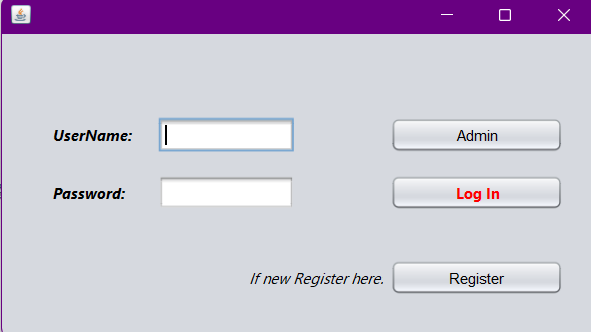 UserName:
Admin
Password:
Log In
If new Register here.
Register